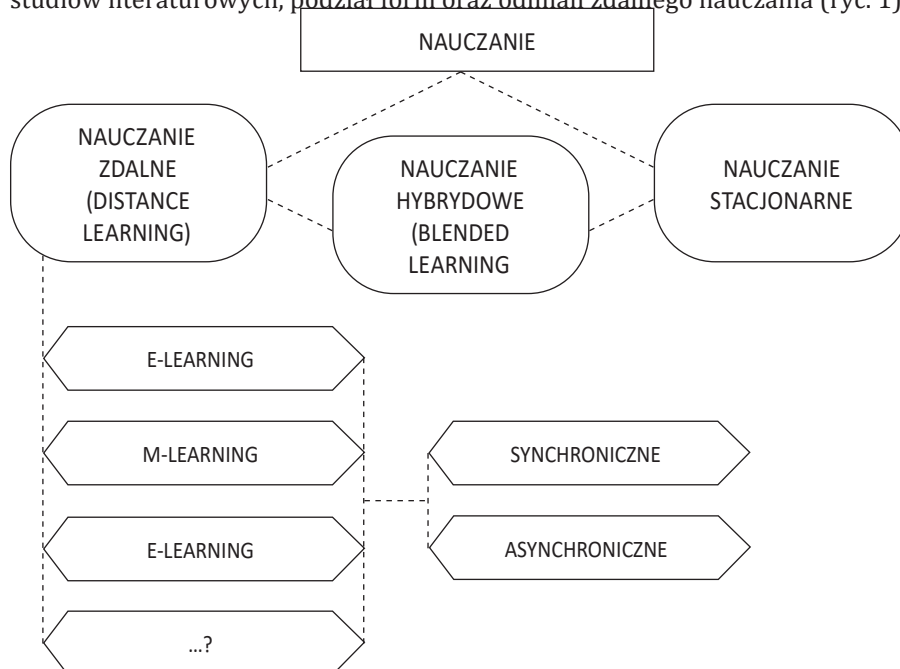 studiów literaturowych, podział form oraz odmian zdalnego nauczania (ryc. 1)
NAUCZANIE
NAUCZANIE
ZDALNE
(DISTANCE
LEARNING)
NAUCZANIE
HYBRYDOWE
(BLENDED
LEARNING
NAUCZANIE
STACJONARNE
E-LEARNING
M-LEARNING
E-LEARNING
...?
SYNCHRONICZNE
ASYNCHRONICZNE